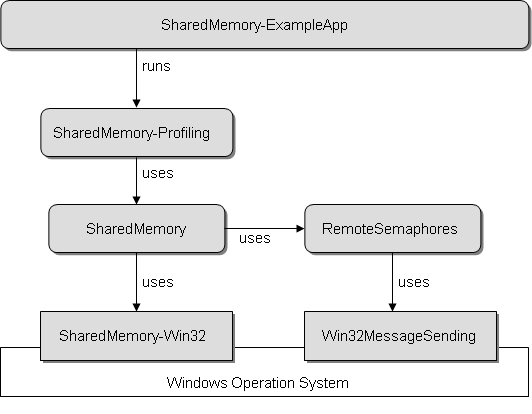 SharedMemory-ExampleApp
runs
SharedMemory-Profiling
uses
SharedMemory
uses
RemoteSemaphores
uses
uses
SharedMemory-Win32
Win32MessageSending
Windows Operation System